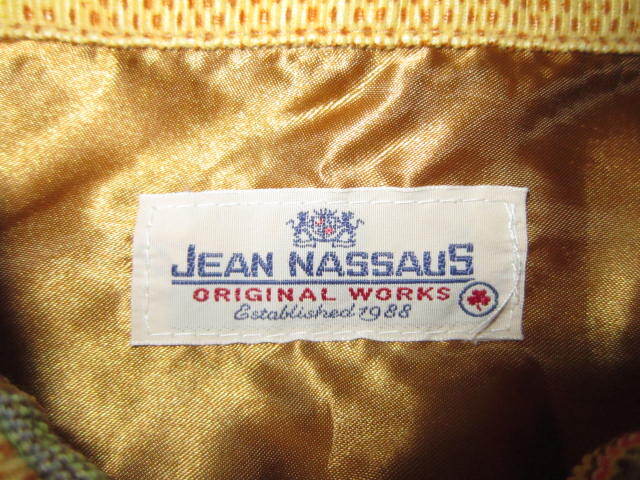 JEAN NASSAUS
ORIGINAL WORKS
Established 1988